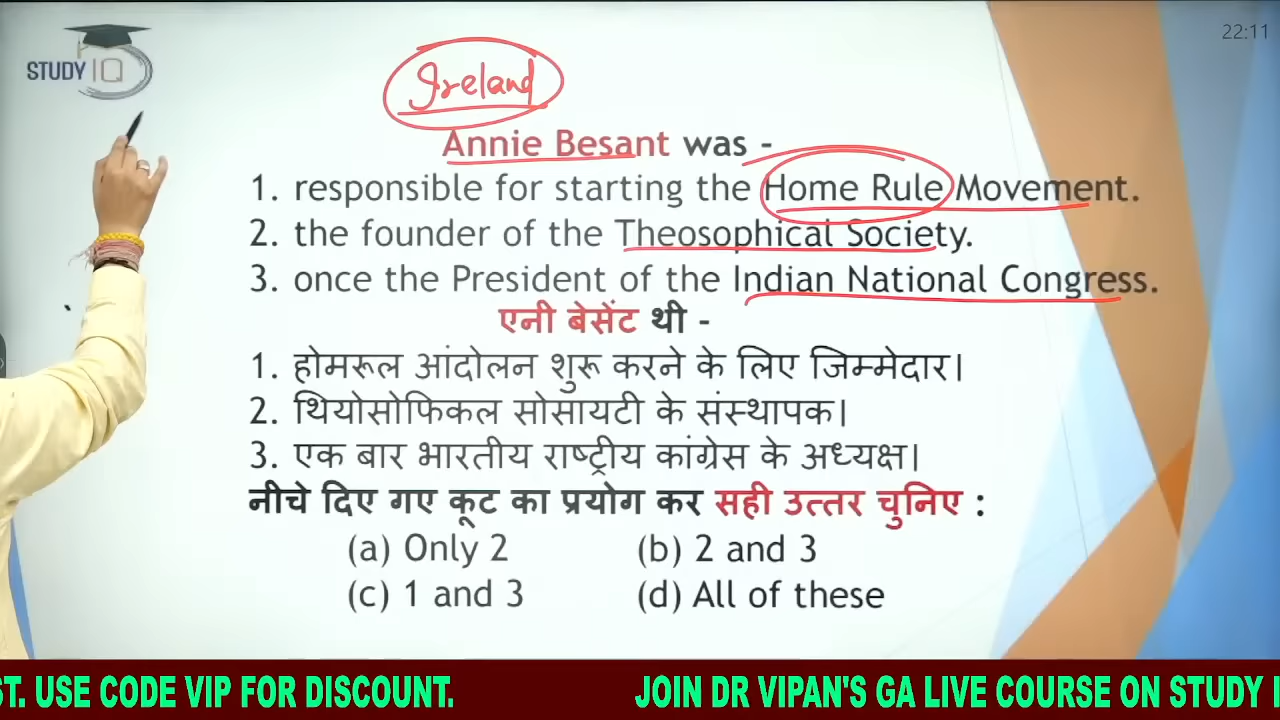 22:11
STUDY IQ
Ireland
Annie Besant was -
1. responsible for starting the Home Rule Movement.
2. the founder of the Theosophical Society.
3. once the President of the Indian National Congress.
एनी बेसेंट थी -
1. होमरूल आंदोलन शुरू करने के लिए जिम्मेदार।
2. थियोसोफिकल सोसायटी के संस्थापक।
3. एक बार भारतीय राष्ट्रीय कांग्रेस के अध्यक्ष।
नीचे दिए गए कूट का प्रयोग कर सही उत्तर चुनिए :
(a) Only 2 (b) 2 and 3
(c) 1 and 3 (d) All of these
ST. USE CODE VIP FOR DISCOUNT. JOIN DR VIPAN'S GA LIVE COURSE ON STUDY I